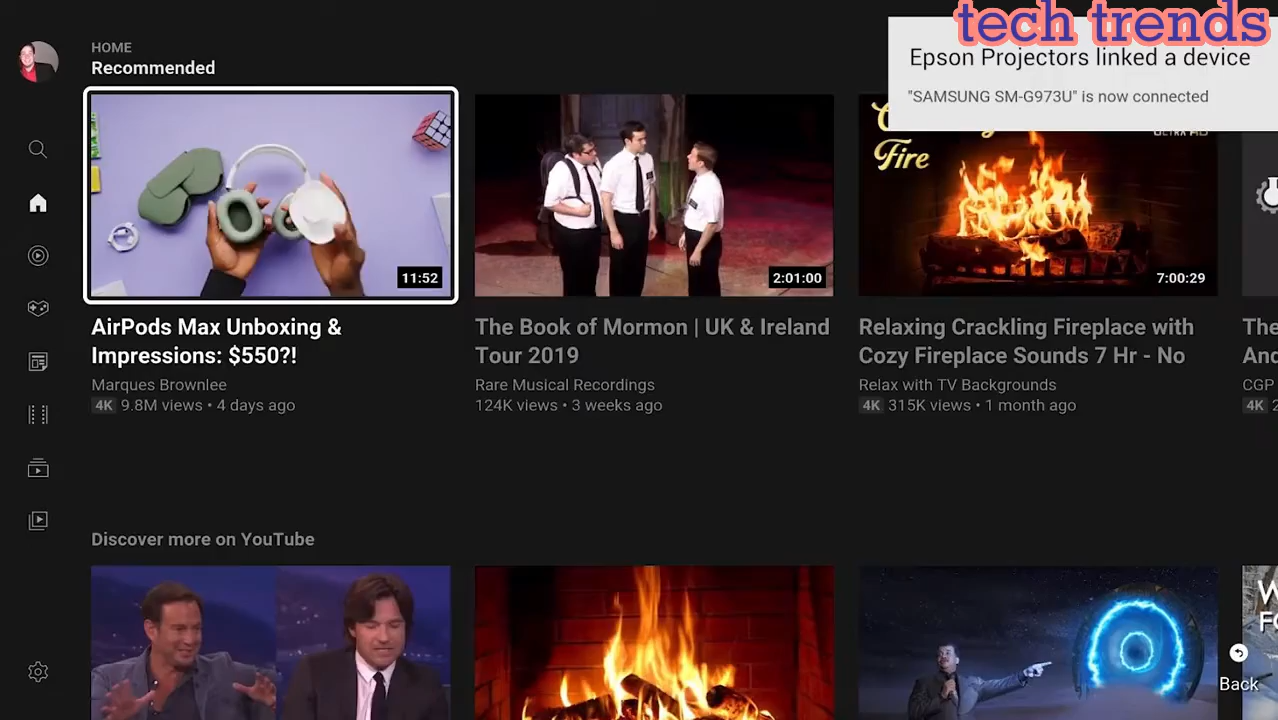 tech trends
HOME
Recommended
Epson Projectors linked a device
"SAMSUNG SM-G973U" is now connected
Fire
11:52
2:01:00
7:00:29
AirPods Max Unboxing &
Impressions: $550?!
Marques Brownlee
4K 9.8M views • 4 days ago
The Book of Mormon | UK & Ireland
Tour 2019
Rare Musical Recordings
124K views • 3 weeks ago
Relaxing Crackling Fireplace with
Cozy Fireplace Sounds 7 Hr - No
Relax with TV Backgrounds
4K 315K views • 1 month ago
The
CGP
4K 2
Discover more on YouTube
Back